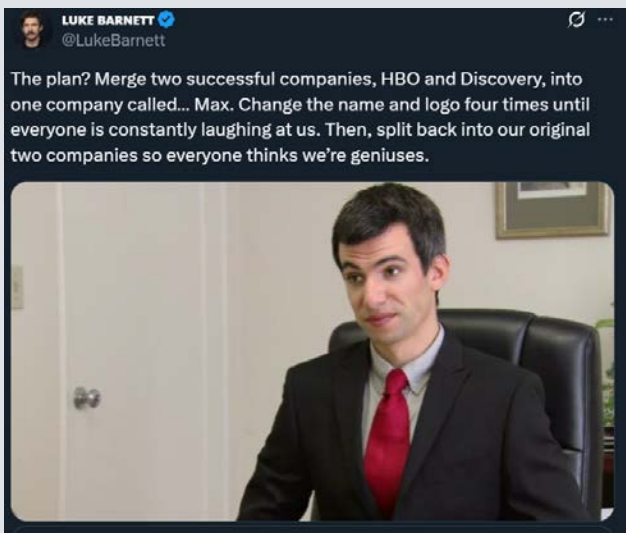 LUKE BARNETT
@LukeBarnett
The plan? Merge two successful companies, HBO and Discovery, into
one company called... Max. Change the name and logo four times until
everyone is constantly laughing at us. Then, split back into our original
two companies so everyone thinks we’re geniuses.